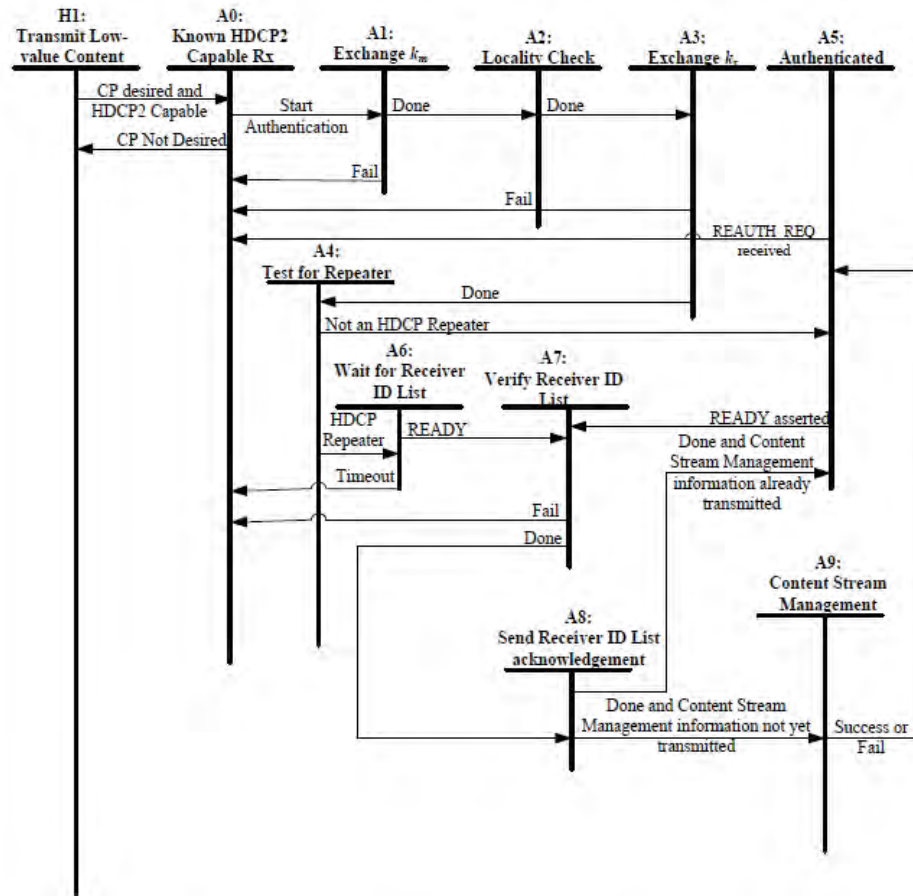 H1:
Transmit Low-
value Content
A0:
Known HDCP2
Capable Rx
A1:
Exchange km
A2:
Locality Check
A3:
Exchange ks
A5:
Authenticated
CP desired and
HDCP2 Capable
Start
Authentication
Done
Done
CP Not Desired
Fail
Fail
REAUTH_REQ
received
A4:
Test for Repeater
Done
Not an HDCP Repeater
A6:
Wait for Receiver
ID List
A7:
Verify Receiver ID
List
HDCP
Repeater
READY
READY asserted
Done and Content
Stream Management
information already
transmitted
Timeout
Fail
Done
A9:
Content Stream
Management
A8:
Send Receiver ID List
acknowledgement
Done and Content Stream
Management information not yet
transmitted
Success or
Fail